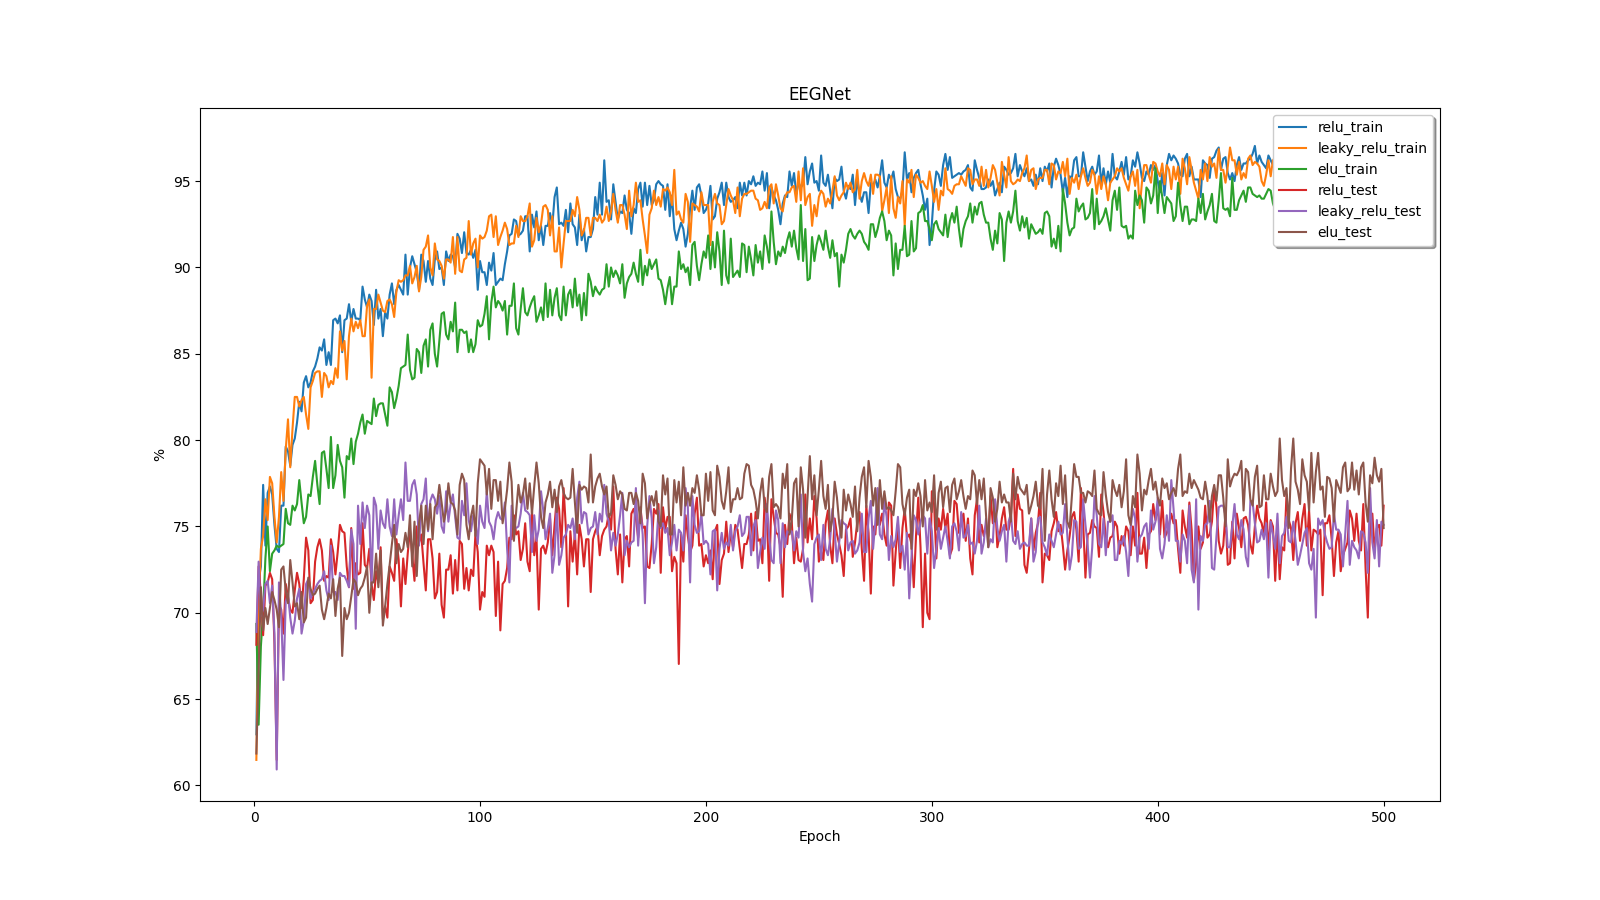 EEGNet
relu_train
leaky_relu_train
elu_train
relu_test
leaky_relu_test
elu_test
95
90
85
80
75
70
65
60
%
0 100 200 300 400 500
Epoch